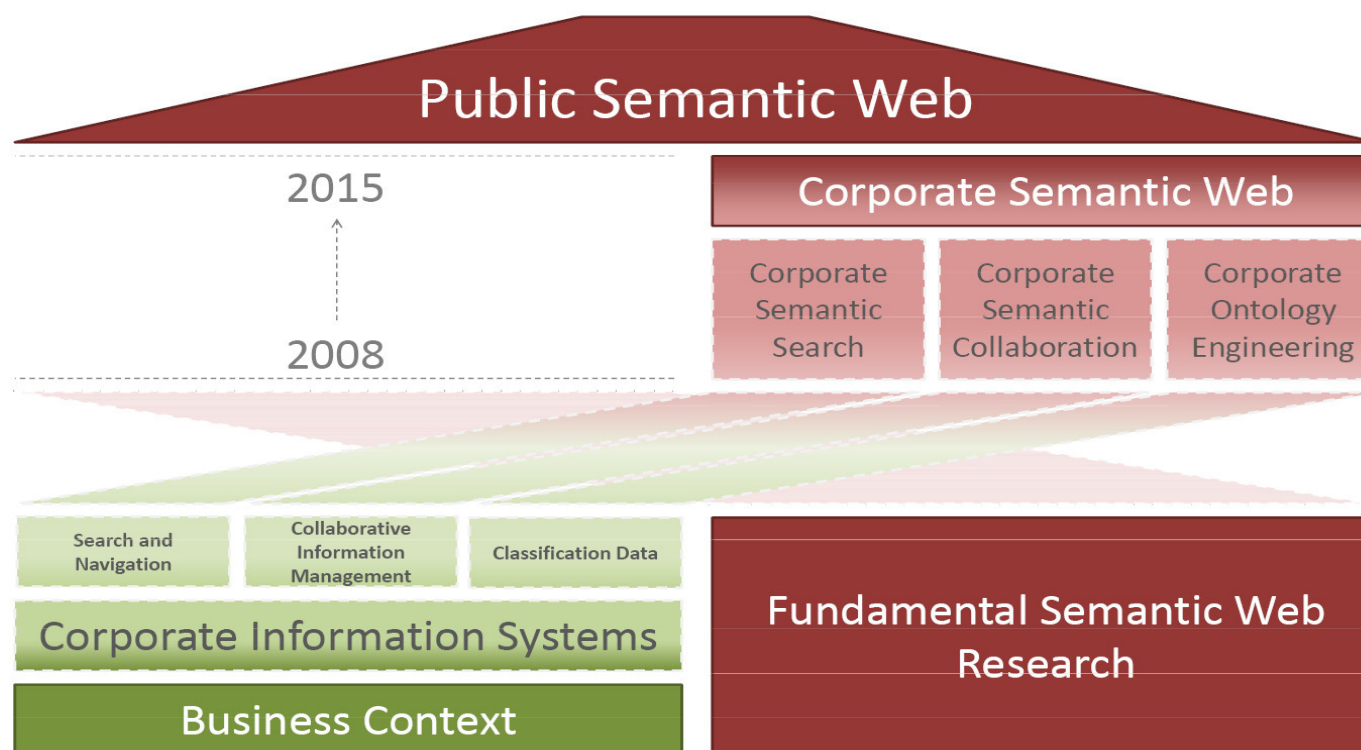 Public Semantic Web
2015
2008
Corporate Semantic Web
Corporate
Semantic
Search
Corporate
Semantic
Collaboration
Corporate
Ontology
Engineering
Search and
Navigation
Collaborative
Information
Management
Classification Data
Corporate Information Systems
Business Context
Fundamental Semantic Web
Research